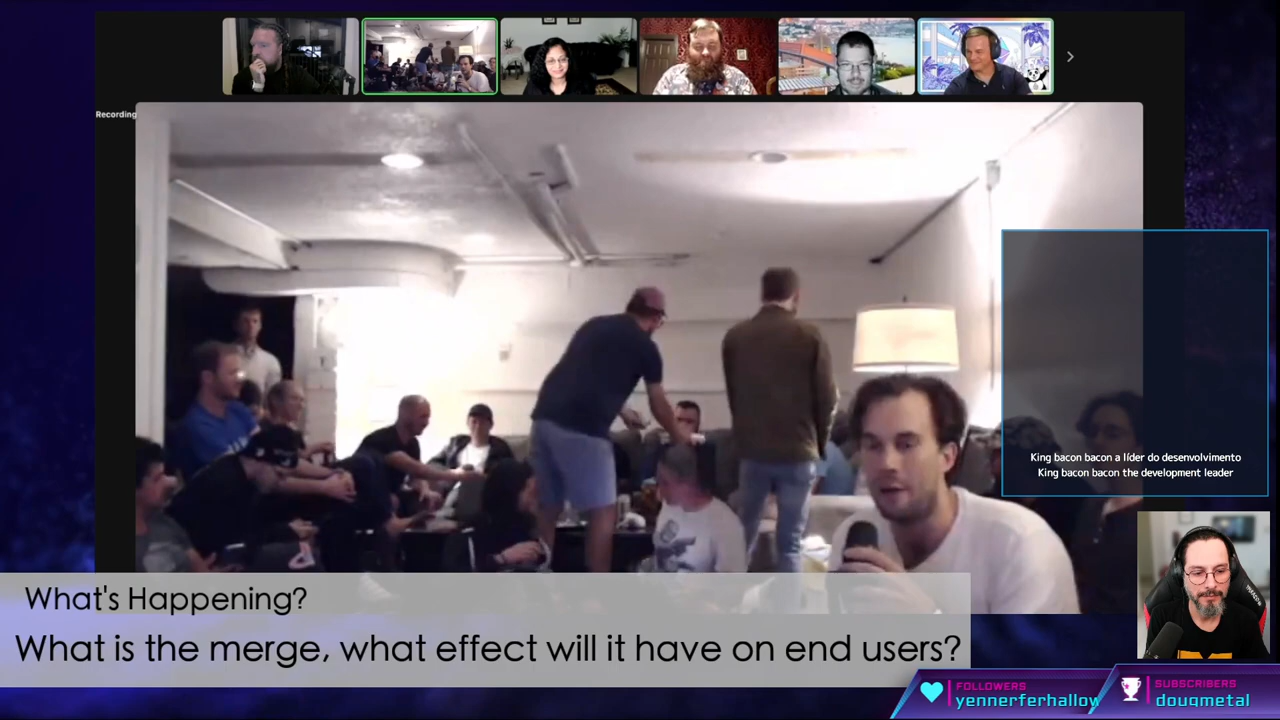 Recording
King bacon bacon a líder do desenvolvimento
King bacon bacon the development leader
What's Happening?
What is the merge, what effect will it have on end users?
FOLLOWERS
yennerferhallow
SUBSCRIBERS
dougmetal